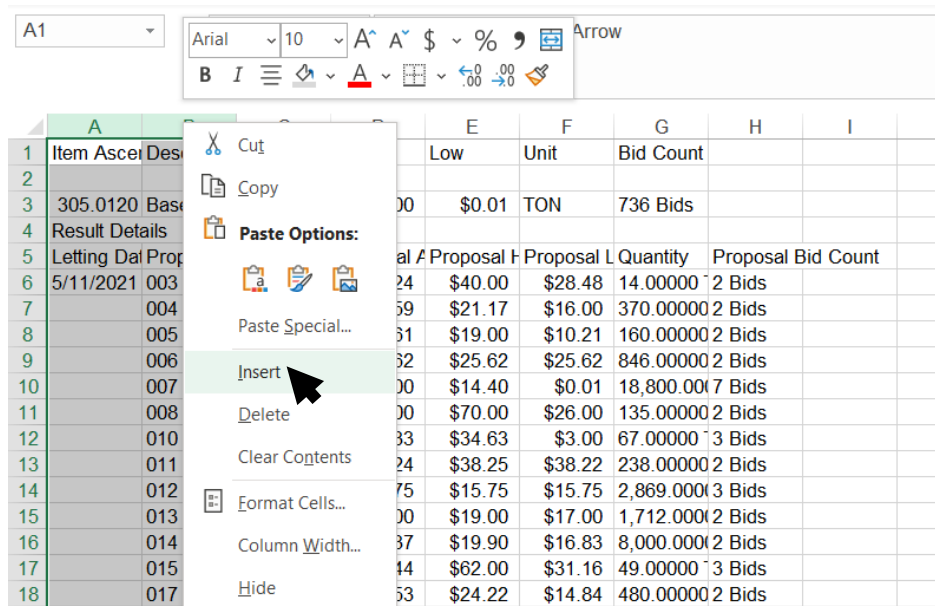 A1
Arial 10 A^ A˅ $ % 9 Arrow
B I A .00 .00
A E F G H I
1 Item Ascer Des Low Unit Bid Count
2
3 305.0120 Base 00 $0.01 TON 736 Bids
4 Result Details
5 Letting Dat Prop al A Proposal H Proposal L Quantity Proposal Bid Count
6 5/11/2021 003 24 $40.00 $28.48 14.00000 2 Bids
7 004 59 $21.17 $16.00 370.00000 2 Bids
8 005 61 $19.00 $10.21 160.00000 2 Bids
9 006 62 $25.62 $25.62 846.00000 2 Bids
10 007 00 $14.40 $0.01 18,800.000 7 Bids
11 008 00 $70.00 $26.00 135.00000 2 Bids
12 010 33 $34.63 $3.00 67.00000 3 Bids
13 011 24 $38.25 $38.22 238.00000 2 Bids
14 012 75 $15.75 $15.75 2,869.0000 3 Bids
15 013 00 $19.00 $17.00 1,712.0000 2 Bids
16 014 37 $19.90 $16.83 8,000.0000 2 Bids
17 015 44 $62.00 $31.16 49.00000 3 Bids
18 017 53 $24.22 $14.84 480.00000 2 Bids
Cut
Copy
Paste Options:
Paste Special...
Insert
Delete
Clear Contents
Format Cells...
Column Width...
Hide